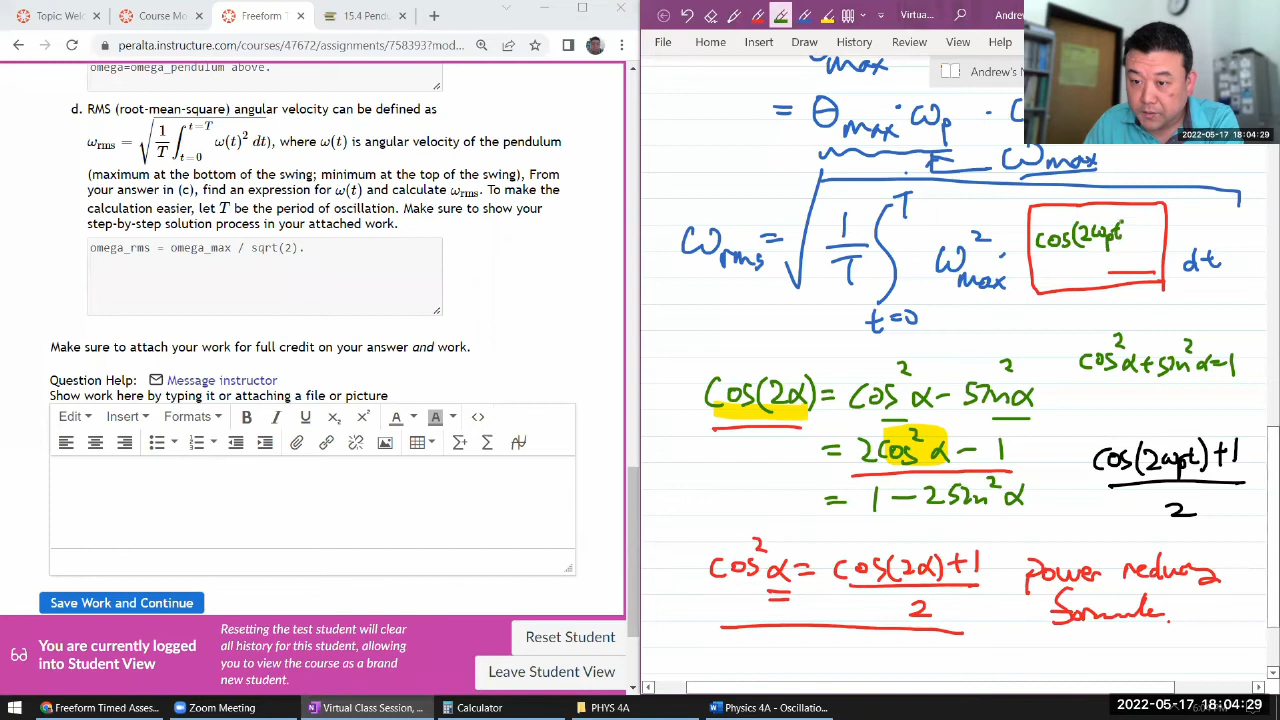 Topic: Welc
Course Mo
Freeform T
15.4 Pendu
peralta.instructure.com/courses/47672/assignments/758393?mod...
omega=omega_pendulum above.
d. RMS (root-mean-square) angular velocity can be defined as
ω_rms = √(1/T ∫_{t=0}^{t=T} ω(t)² dt), where ω(t) is angular velocity of the pendulum
(maximum at the bottom of the swing; minimum at the top of the swing), From
your answer in (c), find an expression for ω(t) and calculate ω_rms. To make the
calculation easier, let T be the period of oscillation. Make sure to show your
step-by-step solution process in your attached work.
omega_rms = omega_max / sqrt(2).
Make sure to attach your work for full credit on your answer and work.
Question Help: Message instructor
Show work here by typing it or attaching a file or picture
Edit Insert Formats B I U x₂ x² A A <>
Save Work and Continue
You are currently logged
into Student View
Resetting the test student will clear
all history for this student, allowing
you to view the course as a brand
new student.
Reset Student
Leave Student View
Virtua... Andrew
File Home Insert Draw History Review View Help
Andrew's N
max
= θ_max · ω_p ·
ω_max
ω_rms = √ 1/T ∫_{t=0}^{T} ω²_max · cos(2ω_pt dt
cos²α+sin²α=1
cos(2α) = cos²α - sin²α
= 2cos²α - 1
cos(2ω_pt)+1
2
= 1 - 2sin²α
cos²α = cos(2α)+1
2
power reducing
formula.
2022-05-17 18:04:29
Freeform Timed Asses...
Zoom Meeting
Virtual Class Session, ...
Calculator
PHYS 4A
Physics 4A - Oscillatio...
2022-05-17 18:04:29